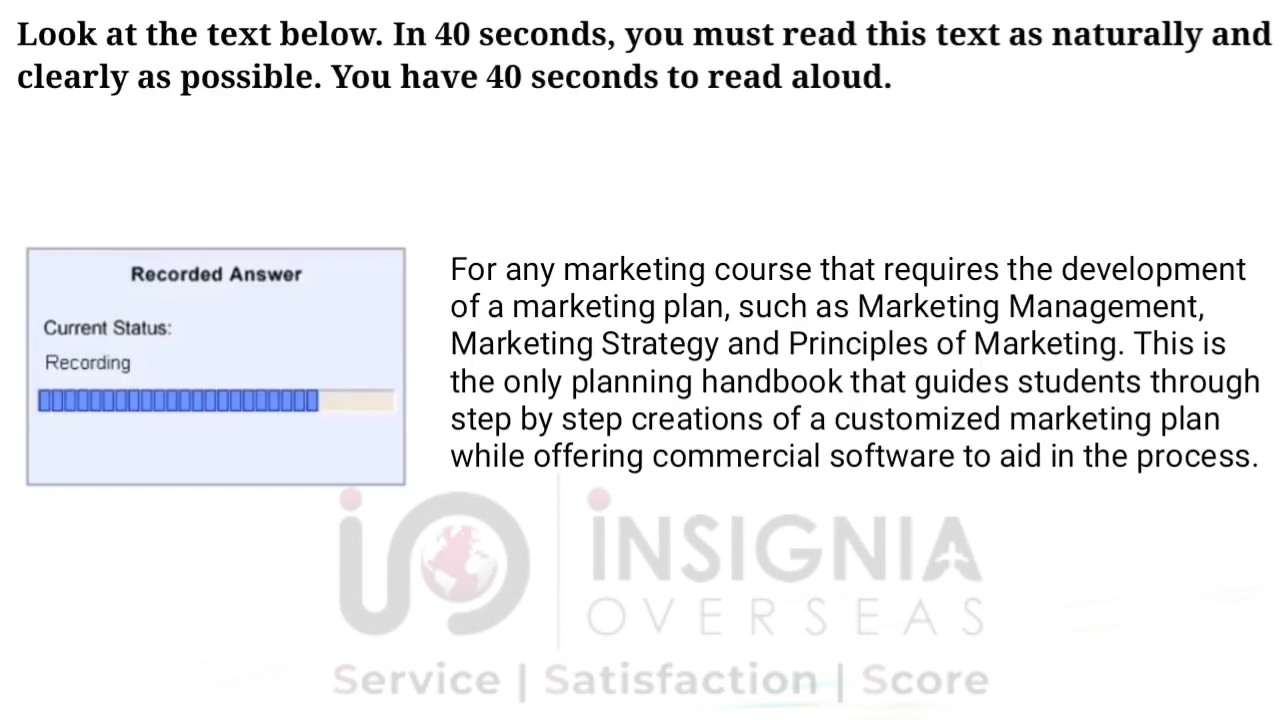 Look at the text below. In 40 seconds, you must read this text as naturally and
clearly as possible. You have 40 seconds to read aloud.
Recorded Answer
Current Status:
Recording
For any marketing course that requires the development
of a marketing plan, such as Marketing Management,
Marketing Strategy and Principles of Marketing. This is
the only planning handbook that guides students through
step by step creations of a customized marketing plan
while offering commercial software to aid in the process.
INSIGNIA
OVERSEAS
Service | Satisfaction | Score